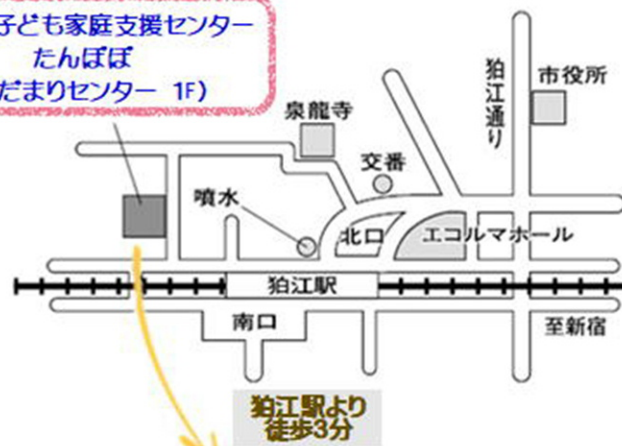 子ども家庭支援センター
たんぽぽ
だまりセンター 1F)
狛江通り
市役所
泉龍寺
交番
噴水
北口
エコルマホール
狛江駅
南口
至新宿
狛江駅より
徒歩3分